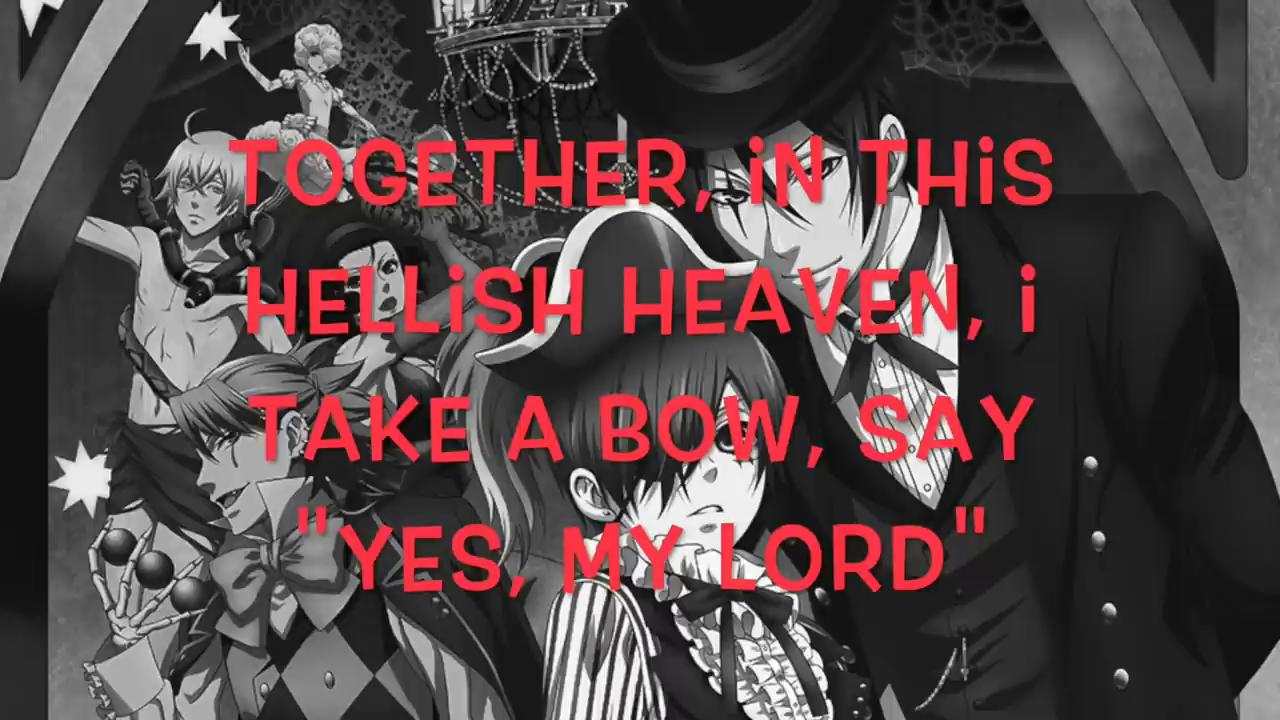 TOGETHER, iN THiS
HELLiSH HEAVEN, i
TAKE A BOW, SAY
"YES, MY LORD"